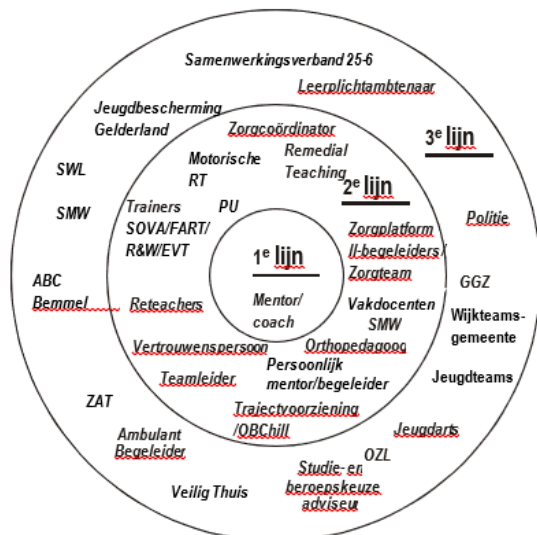 Samenwerkingsverband 25-6
Leerplichtambtenaar
Jeugdbescherming
Gelderland
3e lijn
SWL
SMW
ABC
Bemmel
ZAT
Ambulant
Begeleider
Veilig Thuis
Studie- en
beroepskeuze
adviseur
OZL
Jeugdarts
Jeugdteams
Wijkteams-
gemeente
GGZ
Politie
Zorgcoördinator
Remedial
Teaching
Motorische
RT
2e lijn
Trainers
SOVA/FART/
R&W/EVT
PU
Zorgplatform
ll-begeleiders/
Zorgteam
Reteachers
Vakdocenten
SMW
Vertrouwenspersoon
Orthopedagoog
Teamleider
Persoonlijk
mentor/begeleider
Trajectvoorziening
/OBChill
1e lijn
Mentor/
coach